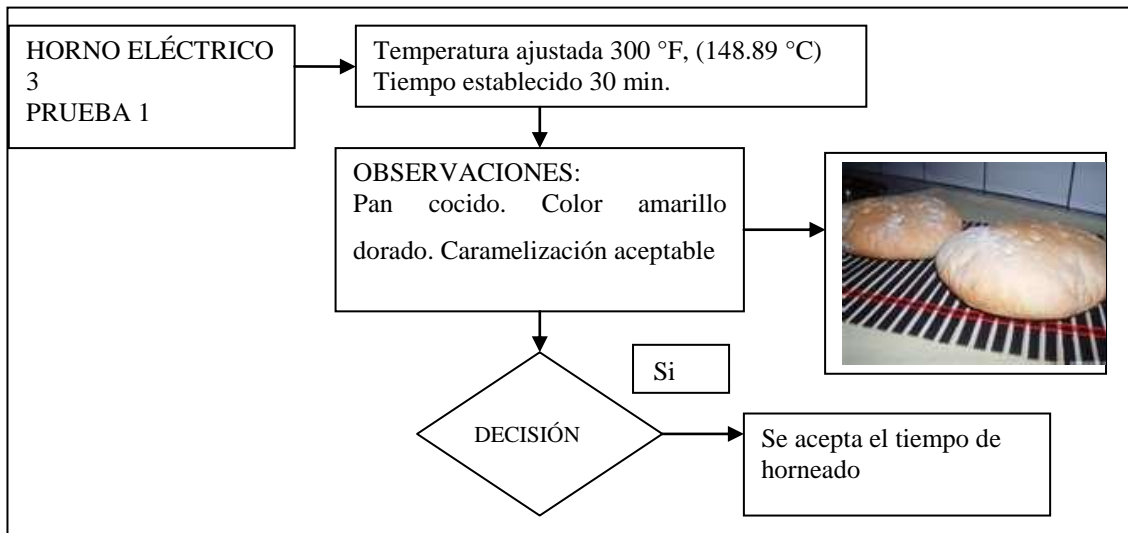 HORNO ELÉCTRICO
3
PRUEBA 1
Temperatura ajustada 300 °F, (148.89 °C)
Tiempo establecido 30 min.
OBSERVACIONES:
Pan cocido. Color amarillo
dorado. Caramelización aceptable
Si
DECISIÓN
Se acepta el tiempo de
horneado